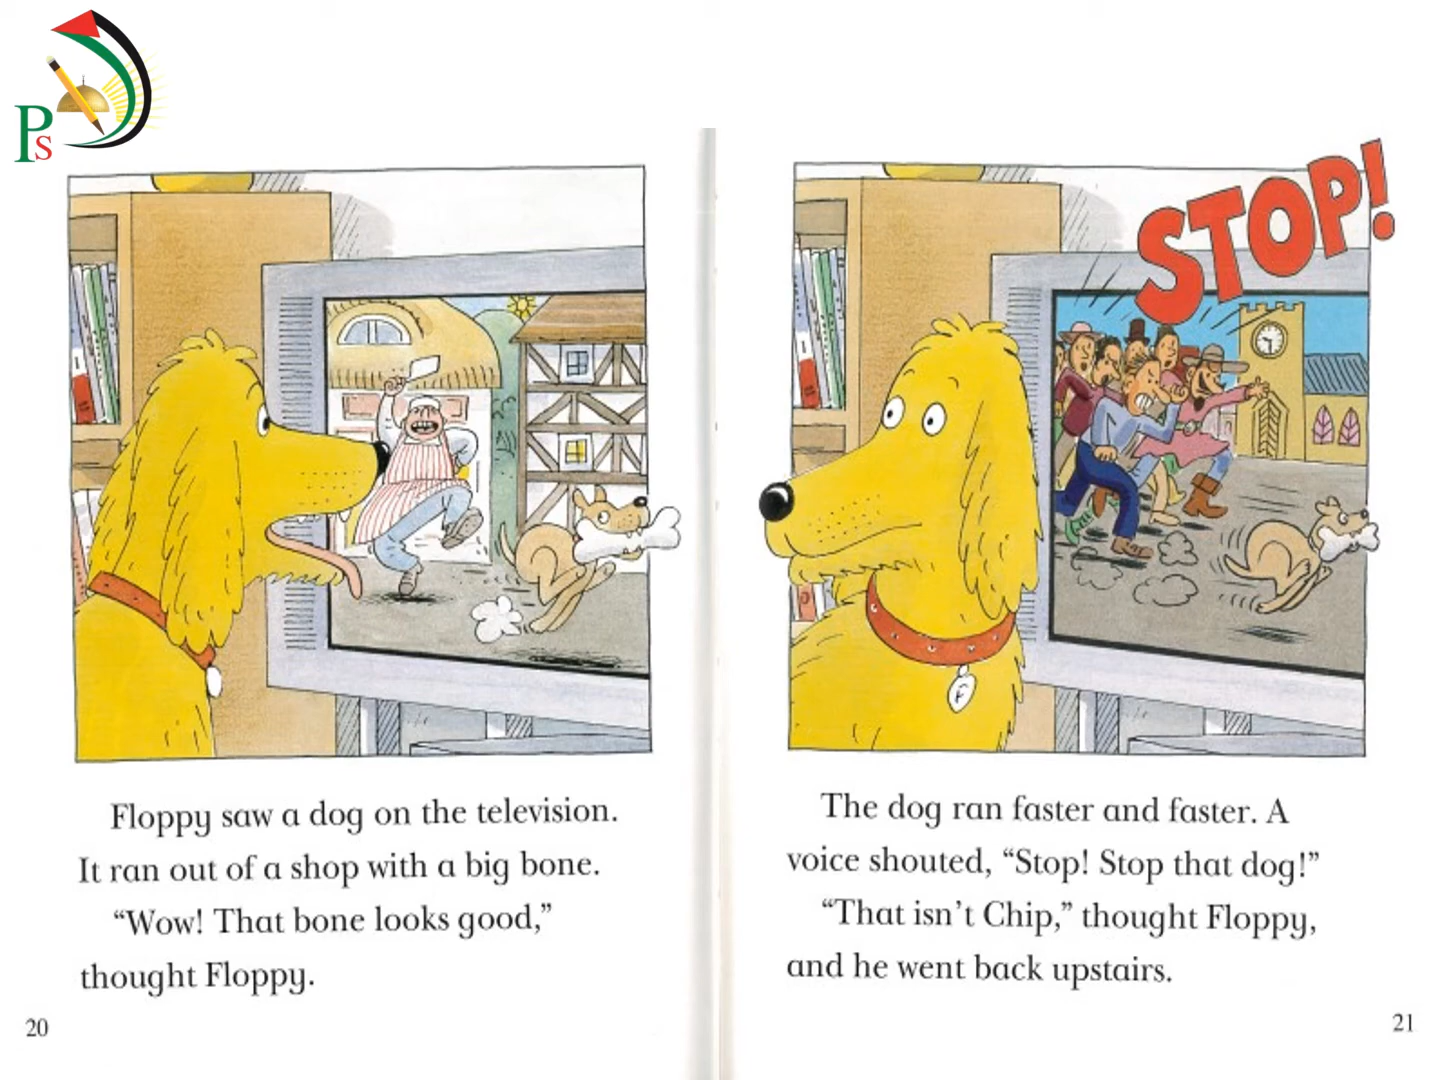 Ps
STOP!
F
Floppy saw a dog on the television.
It ran out of a shop with a big bone.
“Wow! That bone looks good,”
thought Floppy.
20
The dog ran faster and faster. A
voice shouted, “Stop! Stop that dog!”
“That isn’t Chip,” thought Floppy,
and he went back upstairs.
21